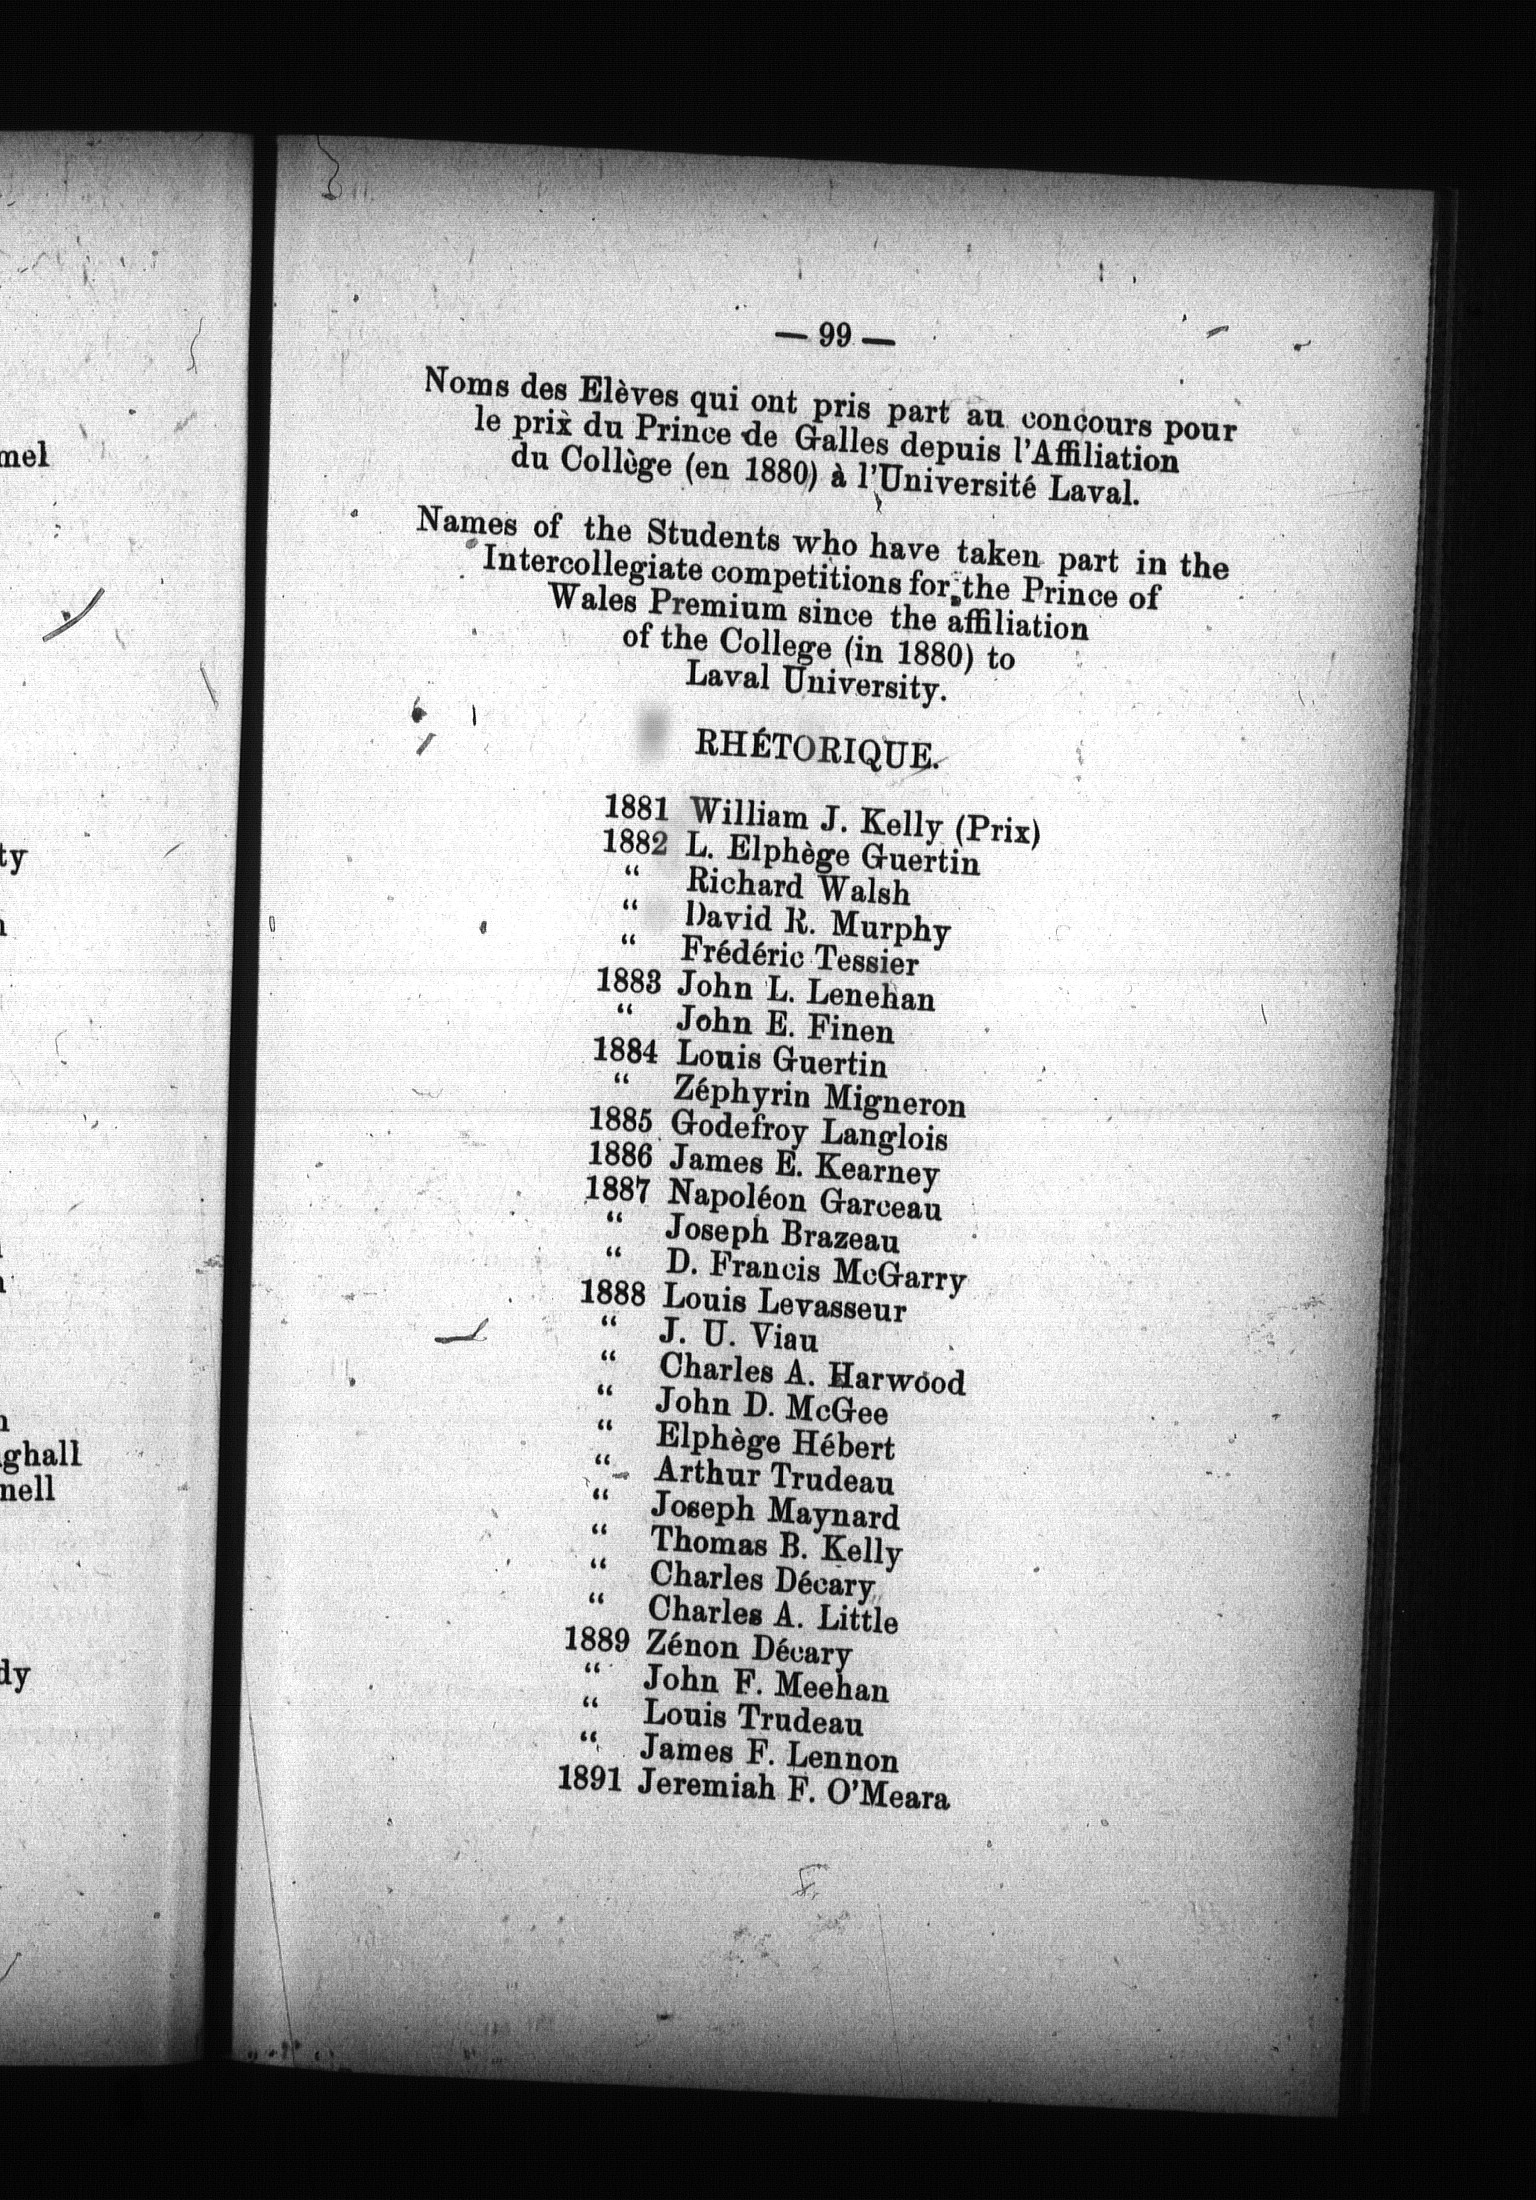 — 99 —
Noms des Elèves qui ont pris part au concours pour
le prix du Prince de Galles depuis l'Affiliation
du Collège (en 1880) à l'Université Laval.
Names of the Students who have taken part in the
Intercollegiate competitions for the Prince of
Wales Premium since the affiliation
of the College (in 1880) to
Laval University.
RHÉTORIQUE.
1881 William J. Kelly (Prix)
1882 L. Elphège Guertin
“ Richard Walsh
“ David R. Murphy
“ Frédéric Tessier
1883 John L. Lenehan
“ John E. Finen
1884 Louis Guertin
“ Zéphyrin Migneron
1885 Godefroy Langlois
1886 James E. Kearney
1887 Napoléon Garceau
“ Joseph Brazeau
“ D. Francis McGarry
1888 Louis Levasseur
“ J. U. Viau
“ Charles A. Harwood
“ John D. McGee
“ Elphège Hébert
“ Arthur Trudeau
“ Joseph Maynard
“ Thomas B. Kelly
“ Charles Décary
“ Charles A. Little
1889 Zénon Décary
“ John F. Meehan
“ Louis Trudeau
“ James F. Lennon
1891 Jeremiah F. O'Meara